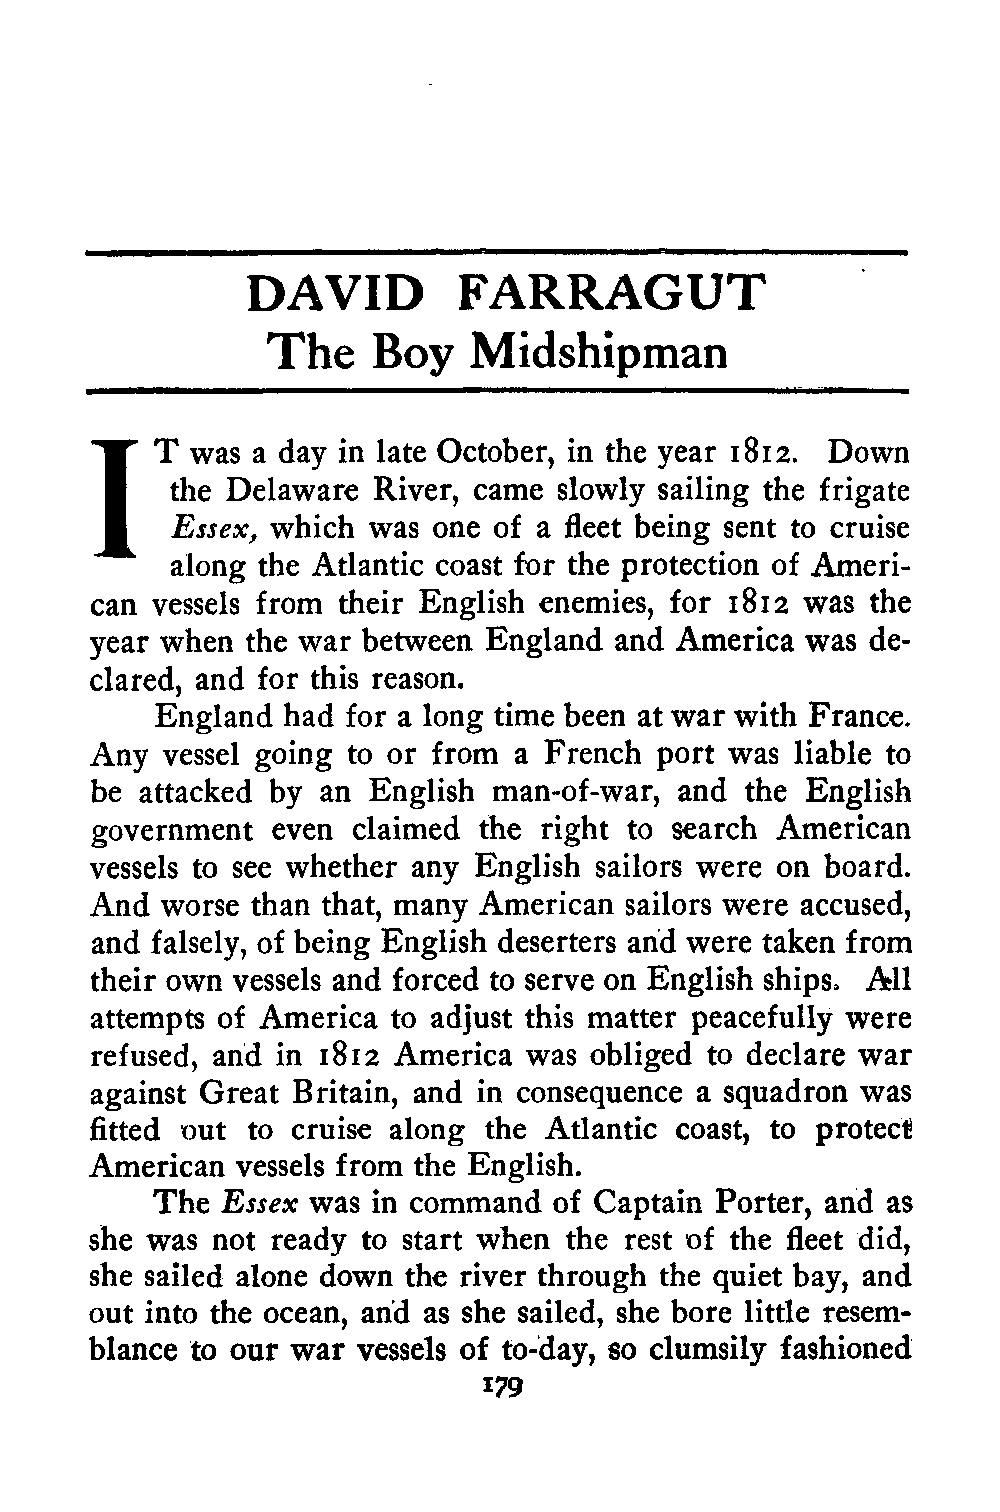 DAVID FARRAGUT
The Boy Midshipman
IT was a day in late October, in the year 1812. Down
the Delaware River, came slowly sailing the frigate
Essex, which was one of a fleet being sent to cruise
along the Atlantic coast for the protection of Ameri-
can vessels from their English enemies, for 1812 was the
year when the war between England and America was de-
clared, and for this reason.
England had for a long time been at war with France.
Any vessel going to or from a French port was liable to
be attacked by an English man-of-war, and the English
government even claimed the right to search American
vessels to see whether any English sailors were on board.
And worse than that, many American sailors were accused,
and falsely, of being English deserters and were taken from
their own vessels and forced to serve on English ships. All
attempts of America to adjust this matter peacefully were
refused, and in 1812 America was obliged to declare war
against Great Britain, and in consequence a squadron was
fitted out to cruise along the Atlantic coast, to protect
American vessels from the English.
The Essex was in command of Captain Porter, and as
she was not ready to start when the rest of the fleet did,
she sailed alone down the river through the quiet bay, and
out into the ocean, and as she sailed, she bore little resem-
blance to our war vessels of to-day, so clumsily fashioned
179